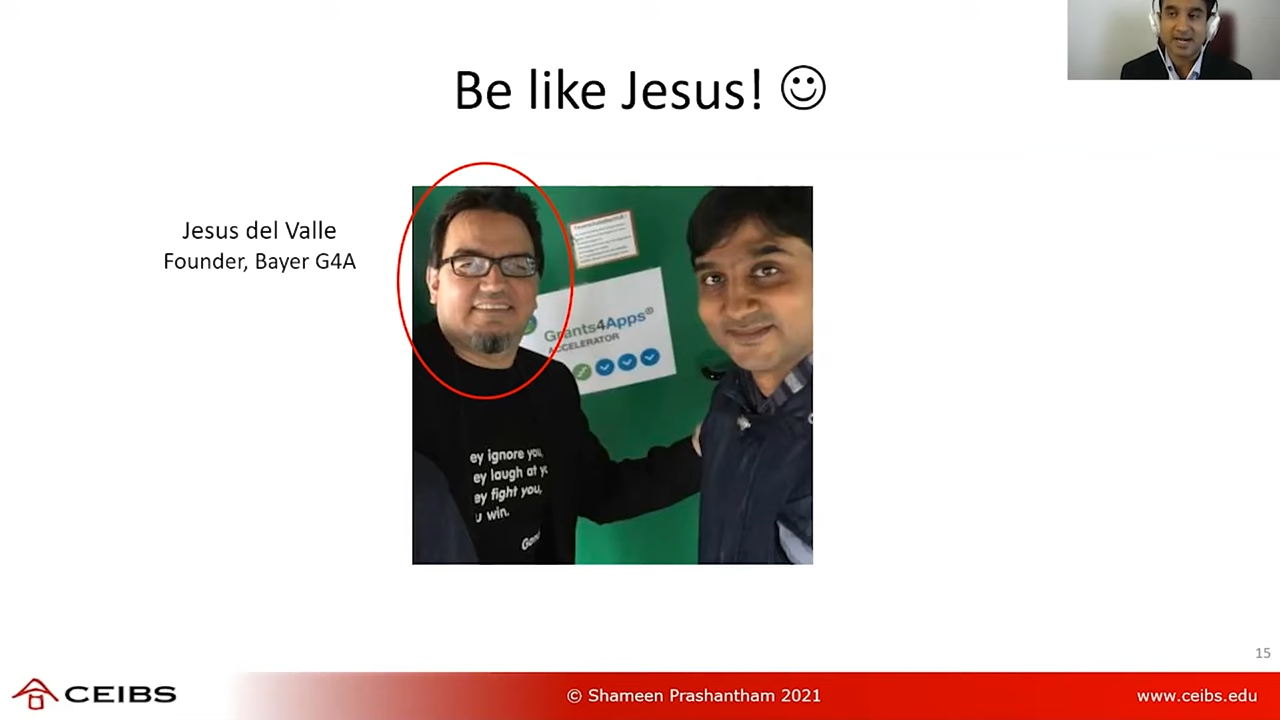 Be like Jesus! ☺
Jesus del Valle
Founder, Bayer G4A
Grants4Apps®
ACCELERATOR
ey ignore you,
ey laugh at yo
ey fight you,
u win.
15
CEIBS
© Shameen Prashantham 2021
www.ceibs.edu